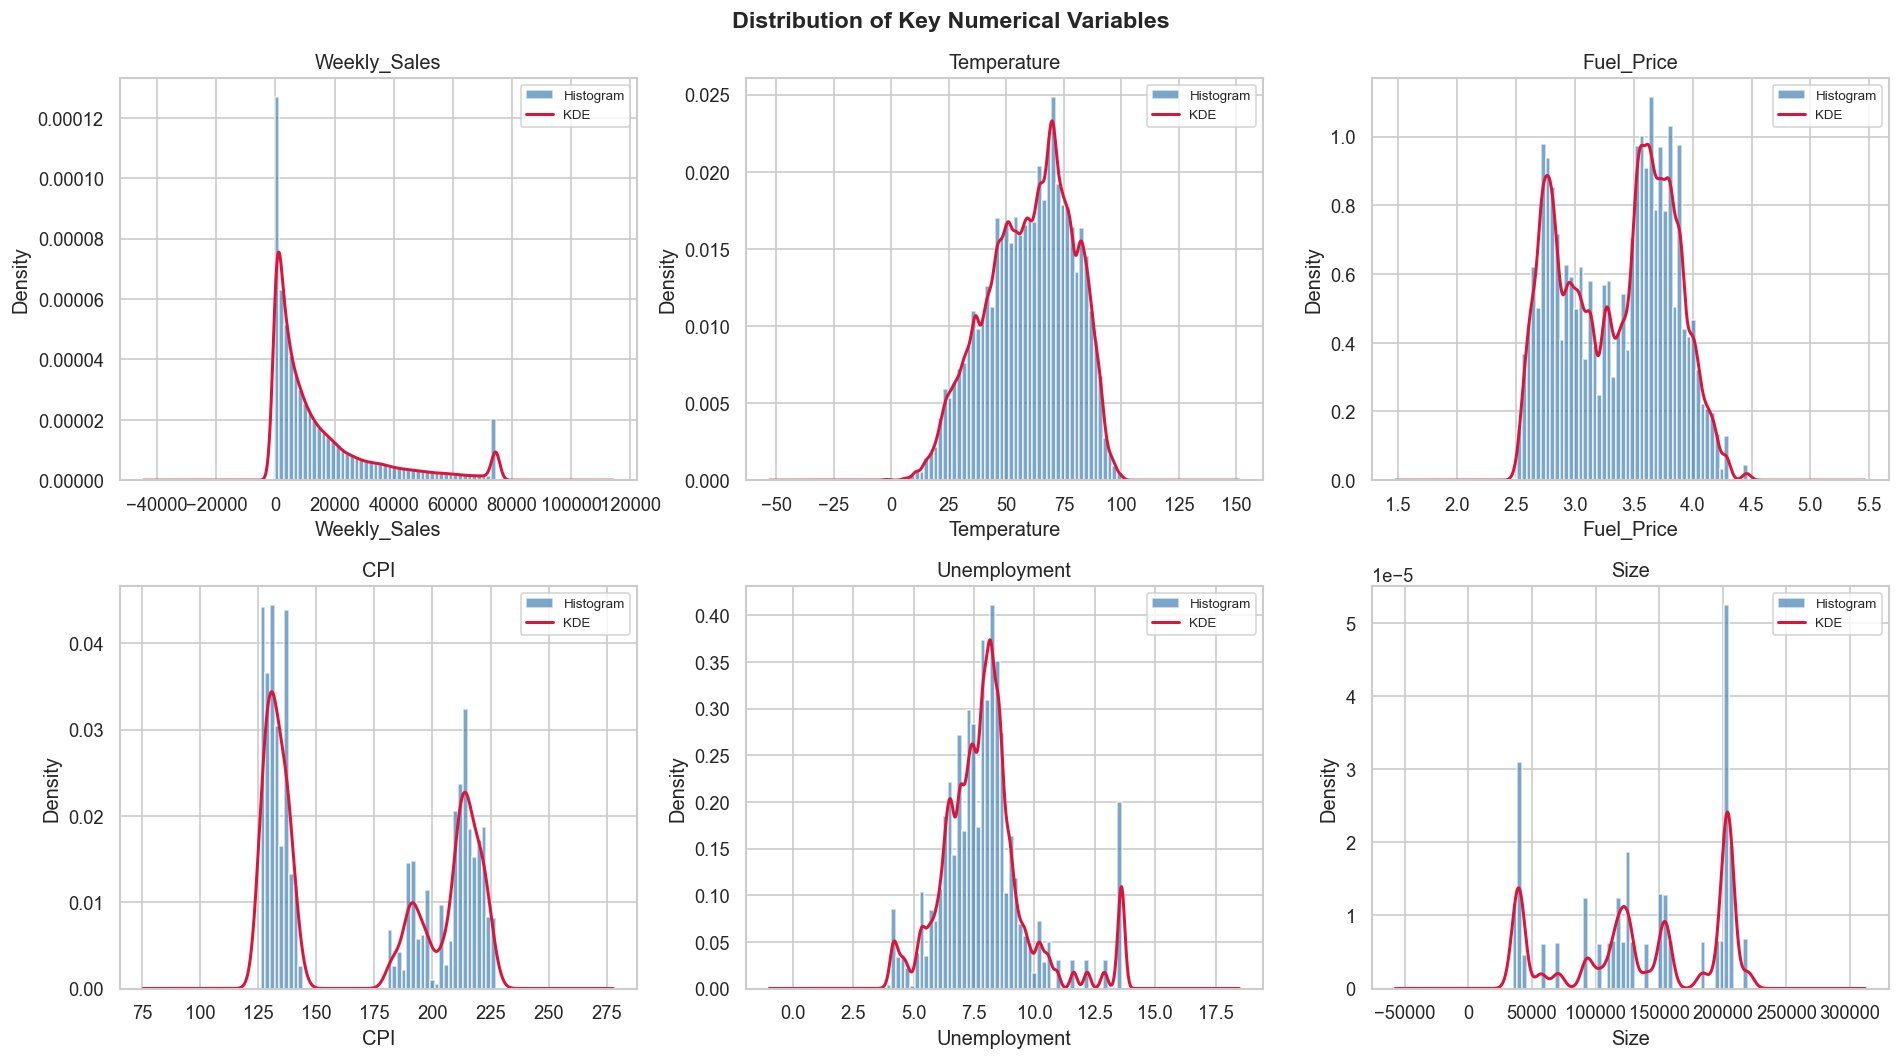 Distribution of Key Numerical Variables
Weekly_Sales
Histogram
KDE
Density
0.00012
0.00010
0.00008
0.00006
0.00004
0.00002
0.00000
−40000 −20000 0 20000 40000 60000 80000 100000 120000
Weekly_Sales
Temperature
Histogram
KDE
Density
0.025
0.020
0.015
0.010
0.005
0.000
−50 −25 0 25 50 75 100 125 150
Temperature
Fuel_Price
Histogram
KDE
Density
1.0
0.8
0.6
0.4
0.2
0.0
1.5 2.0 2.5 3.0 3.5 4.0 4.5 5.0 5.5
Fuel_Price
CPI
Histogram
KDE
Density
0.04
0.03
0.02
0.01
0.00
75 100 125 150 175 200 225 250 275
CPI
Unemployment
Histogram
KDE
Density
0.40
0.35
0.30
0.25
0.20
0.15
0.10
0.05
0.00
0.0 2.5 5.0 7.5 10.0 12.5 15.0 17.5
Unemployment
1e−5
Size
Histogram
KDE
Density
5
4
3
2
1
0
−50000 0 50000 100000 150000 200000 250000 300000
Size